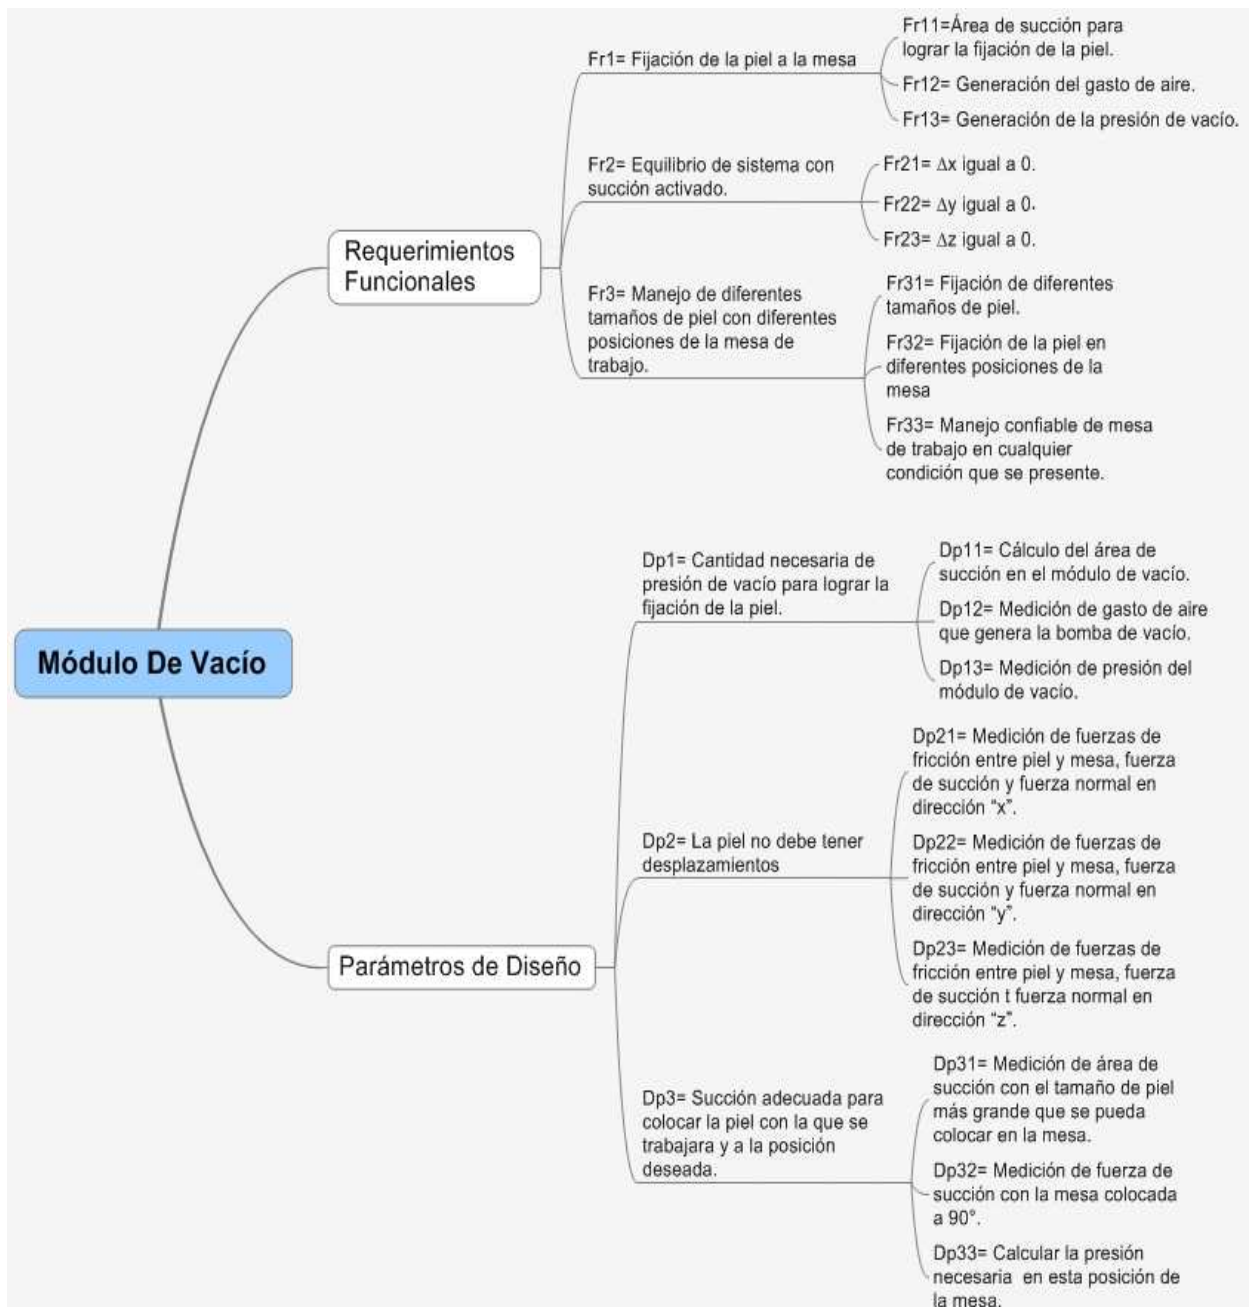 Fr11=Área de succión para
lograr la fijación de la piel.
Fr1= Fijación de la piel a la mesa
Fr12= Generación del gasto de aire.
Fr13= Generación de la presión de vacío.
Fr2= Equilibrio de sistema con
succión activado.
Fr21= Δx igual a 0.
Fr22= Δy igual a 0.
Fr23= Δz igual a 0.
Requerimientos
Funcionales
Fr3= Manejo de diferentes
tamaños de piel con diferentes
posiciones de la mesa de
trabajo.
Fr31= Fijación de diferentes
tamaños de piel.
Fr32= Fijación de la piel en
diferentes posiciones de la
mesa
Fr33= Manejo confiable de mesa
de trabajo en cualquier
condición que se presente.
Módulo De Vacío
Dp1= Cantidad necesaria de
presión de vacío para lograr la
fijación de la piel.
Dp11= Cálculo del área de
succión en el módulo de vacío.
Dp12= Medición de gasto de aire
que genera la bomba de vacío.
Dp13= Medición de presión del
módulo de vacío.
Dp2= La piel no debe tener
desplazamientos
Dp21= Medición de fuerzas de
fricción entre piel y mesa, fuerza
de succión y fuerza normal en
dirección “x”.
Dp22= Medición de fuerzas de
fricción entre piel y mesa, fuerza
de succión y fuerza normal en
dirección “y”.
Dp23= Medición de fuerzas de
fricción entre piel y mesa, fuerza
de succión t fuerza normal en
dirección “z”.
Parámetros de Diseño
Dp3= Succión adecuada para
colocar la piel con la que se
trabajara y a la posición
deseada.
Dp31= Medición de área de
succión con el tamaño de piel
más grande que se pueda
colocar en la mesa.
Dp32= Medición de fuerza de
succión con la mesa colocada
a 90°.
Dp33= Calcular la presión
necesaria en esta posición de
la mesa.